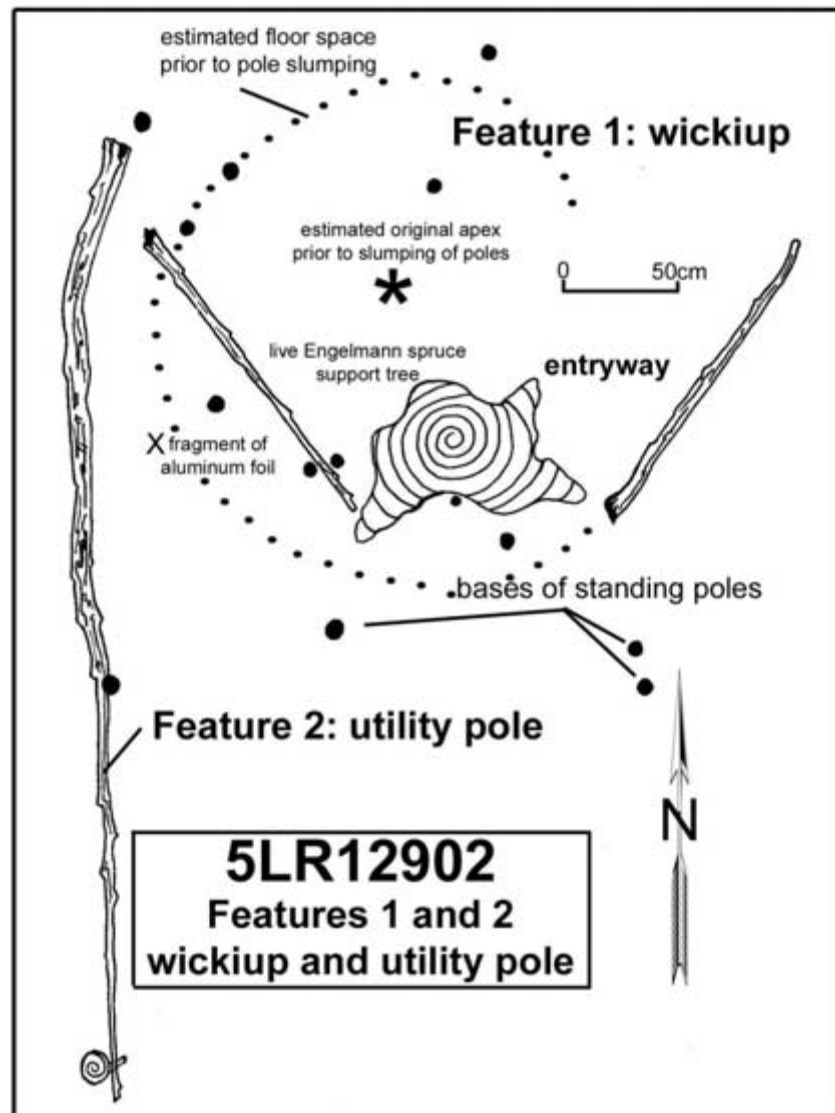 estimated floor space
prior to pole slumping
Feature 1: wickiup
estimated original apex
prior to slumping of poles
*
0 50cm
live Engelmann spruce
support tree
entryway
X fragment of
aluminum foil
bases of standing poles
Feature 2: utility pole
N
5LR12902
Features 1 and 2
wickiup and utility pole